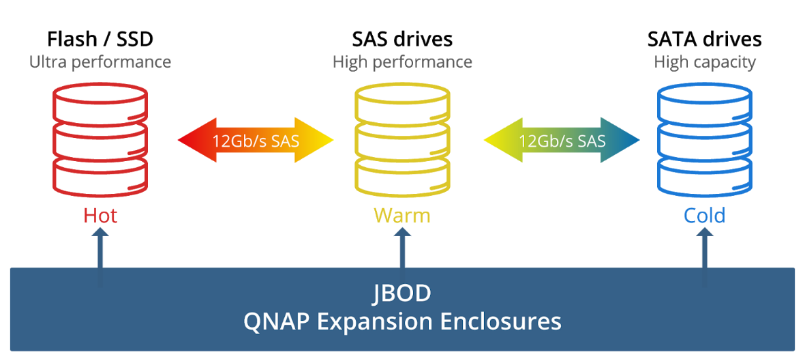 Flash / SSD
Ultra performance
SAS drives
High performance
SATA drives
High capacity
12Gb/s SAS
12Gb/s SAS
Hot
Warm
Cold
JBOD
QNAP Expansion Enclosures